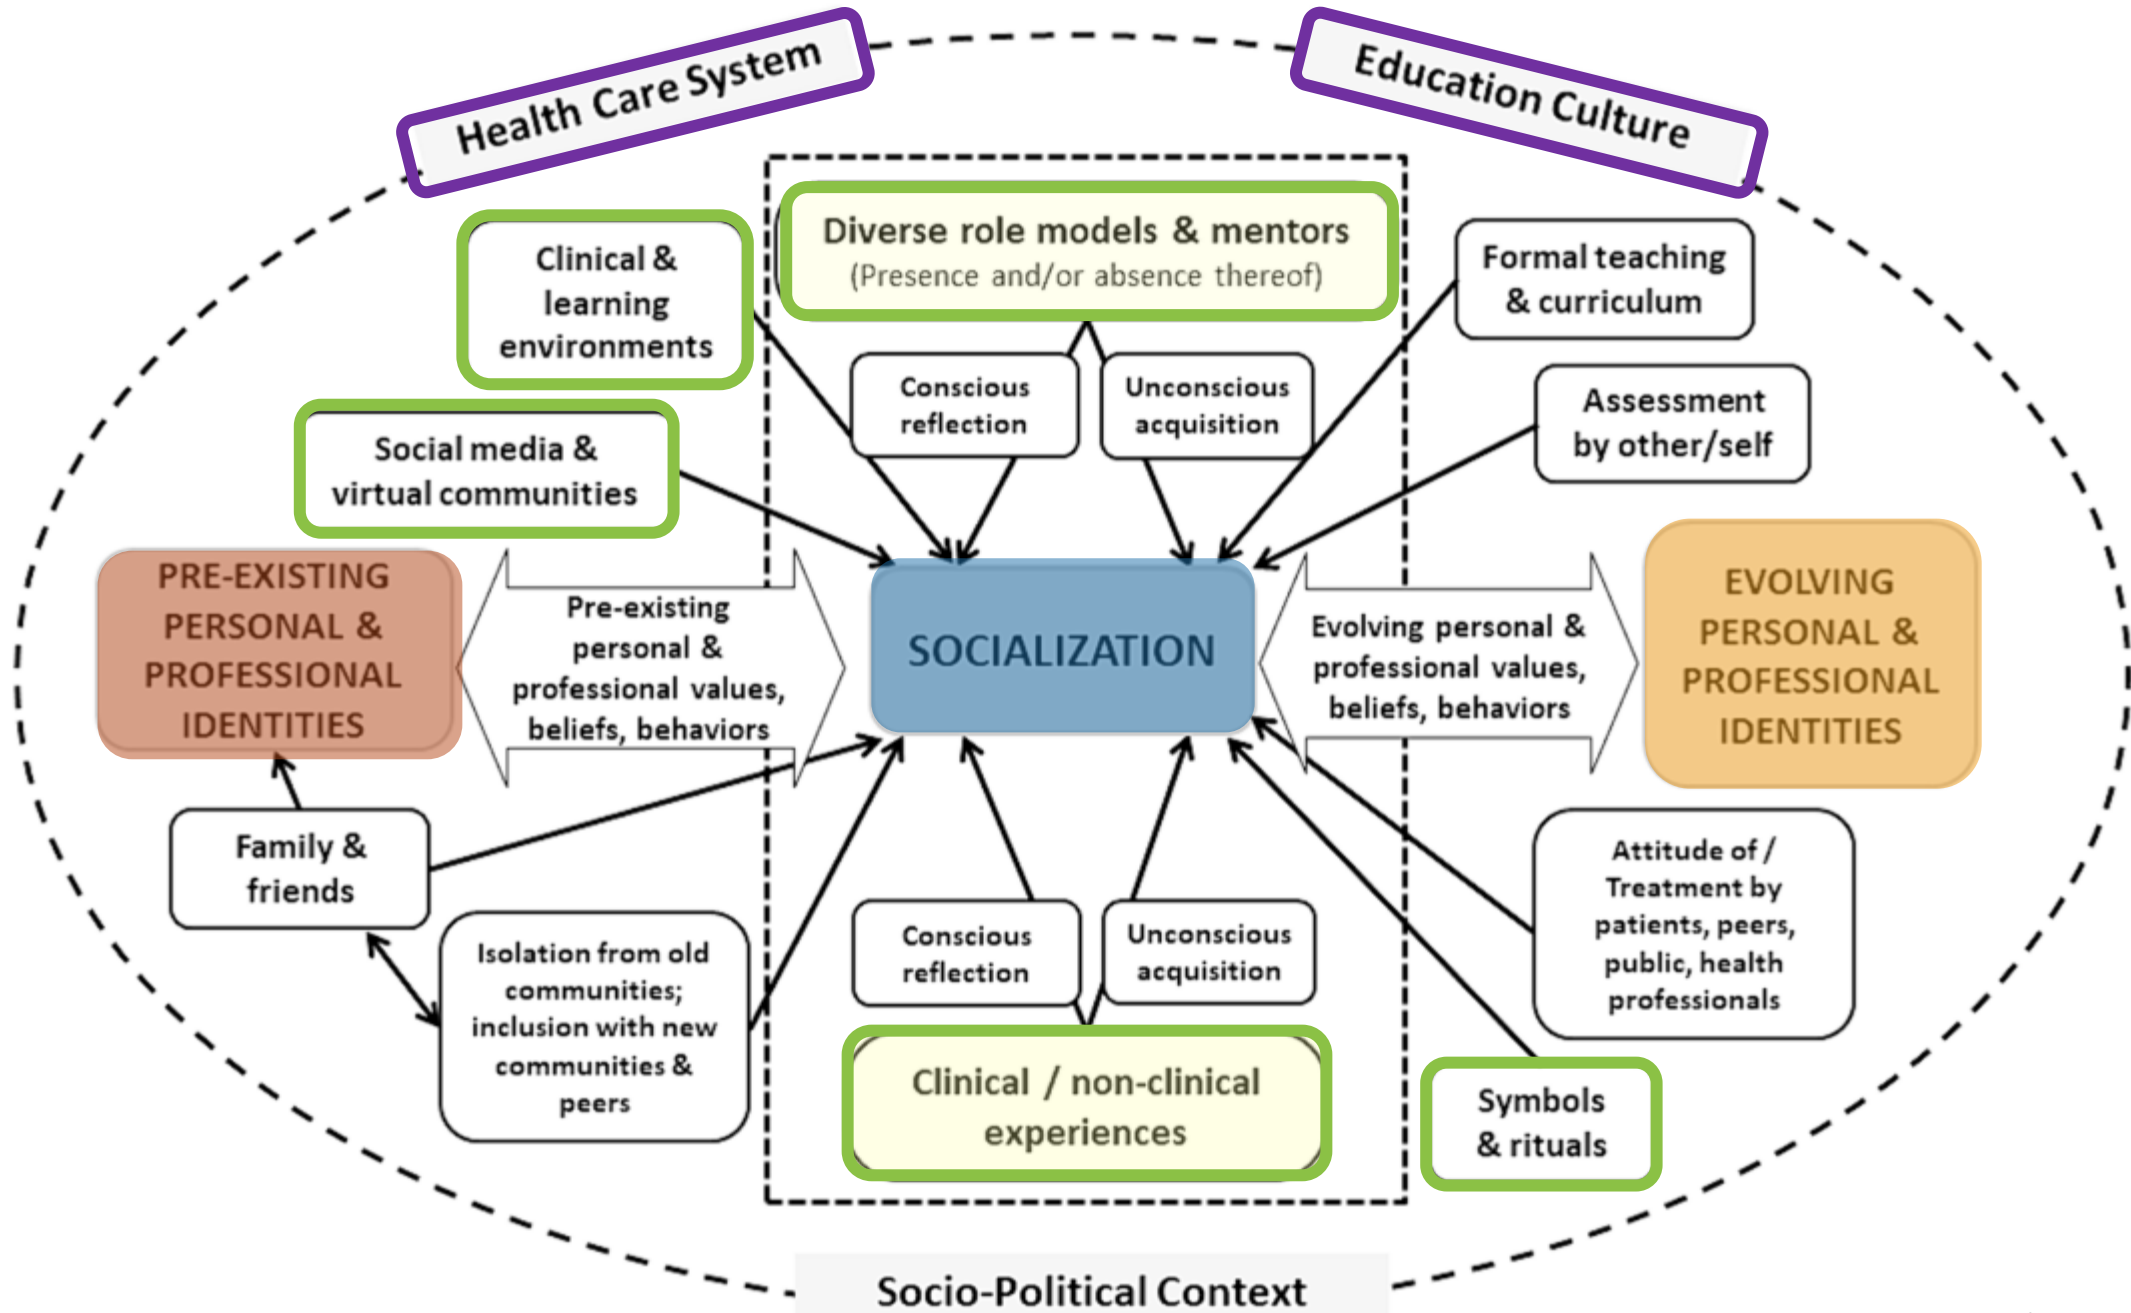 Health Care System
Education Culture
Clinical &
learning
environments
Diverse role models & mentors
(Presence and/or absence thereof)
Formal teaching
& curriculum
Conscious
reflection
Unconscious
acquisition
Assessment
by other/self
Social media &
virtual communities
PRE-EXISTING
PERSONAL &
PROFESSIONAL
IDENTITIES
Pre-existing
personal &
professional values,
beliefs, behaviors
SOCIALIZATION
Evolving personal &
professional values,
beliefs, behaviors
EVOLVING
PERSONAL &
PROFESSIONAL
IDENTITIES
Family &
friends
Isolation from old
communities;
inclusion with new
communities &
peers
Conscious
reflection
Unconscious
acquisition
Attitude of /
Treatment by
patients, peers,
public, health
professionals
Clinical / non-clinical
experiences
Symbols
& rituals
Socio-Political Context